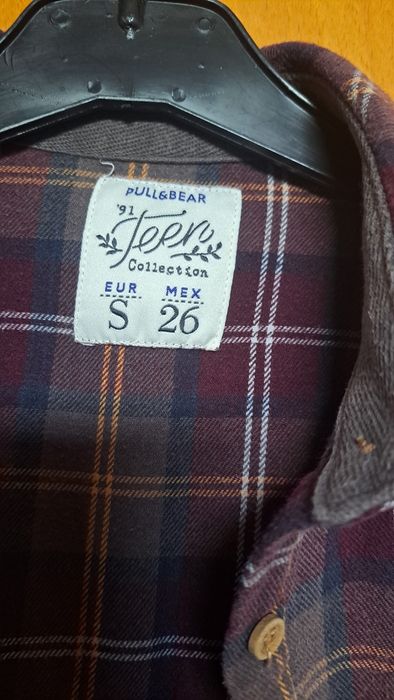 PULL&BEAR
'91 Teen
Collection
EUR MEX
S 26